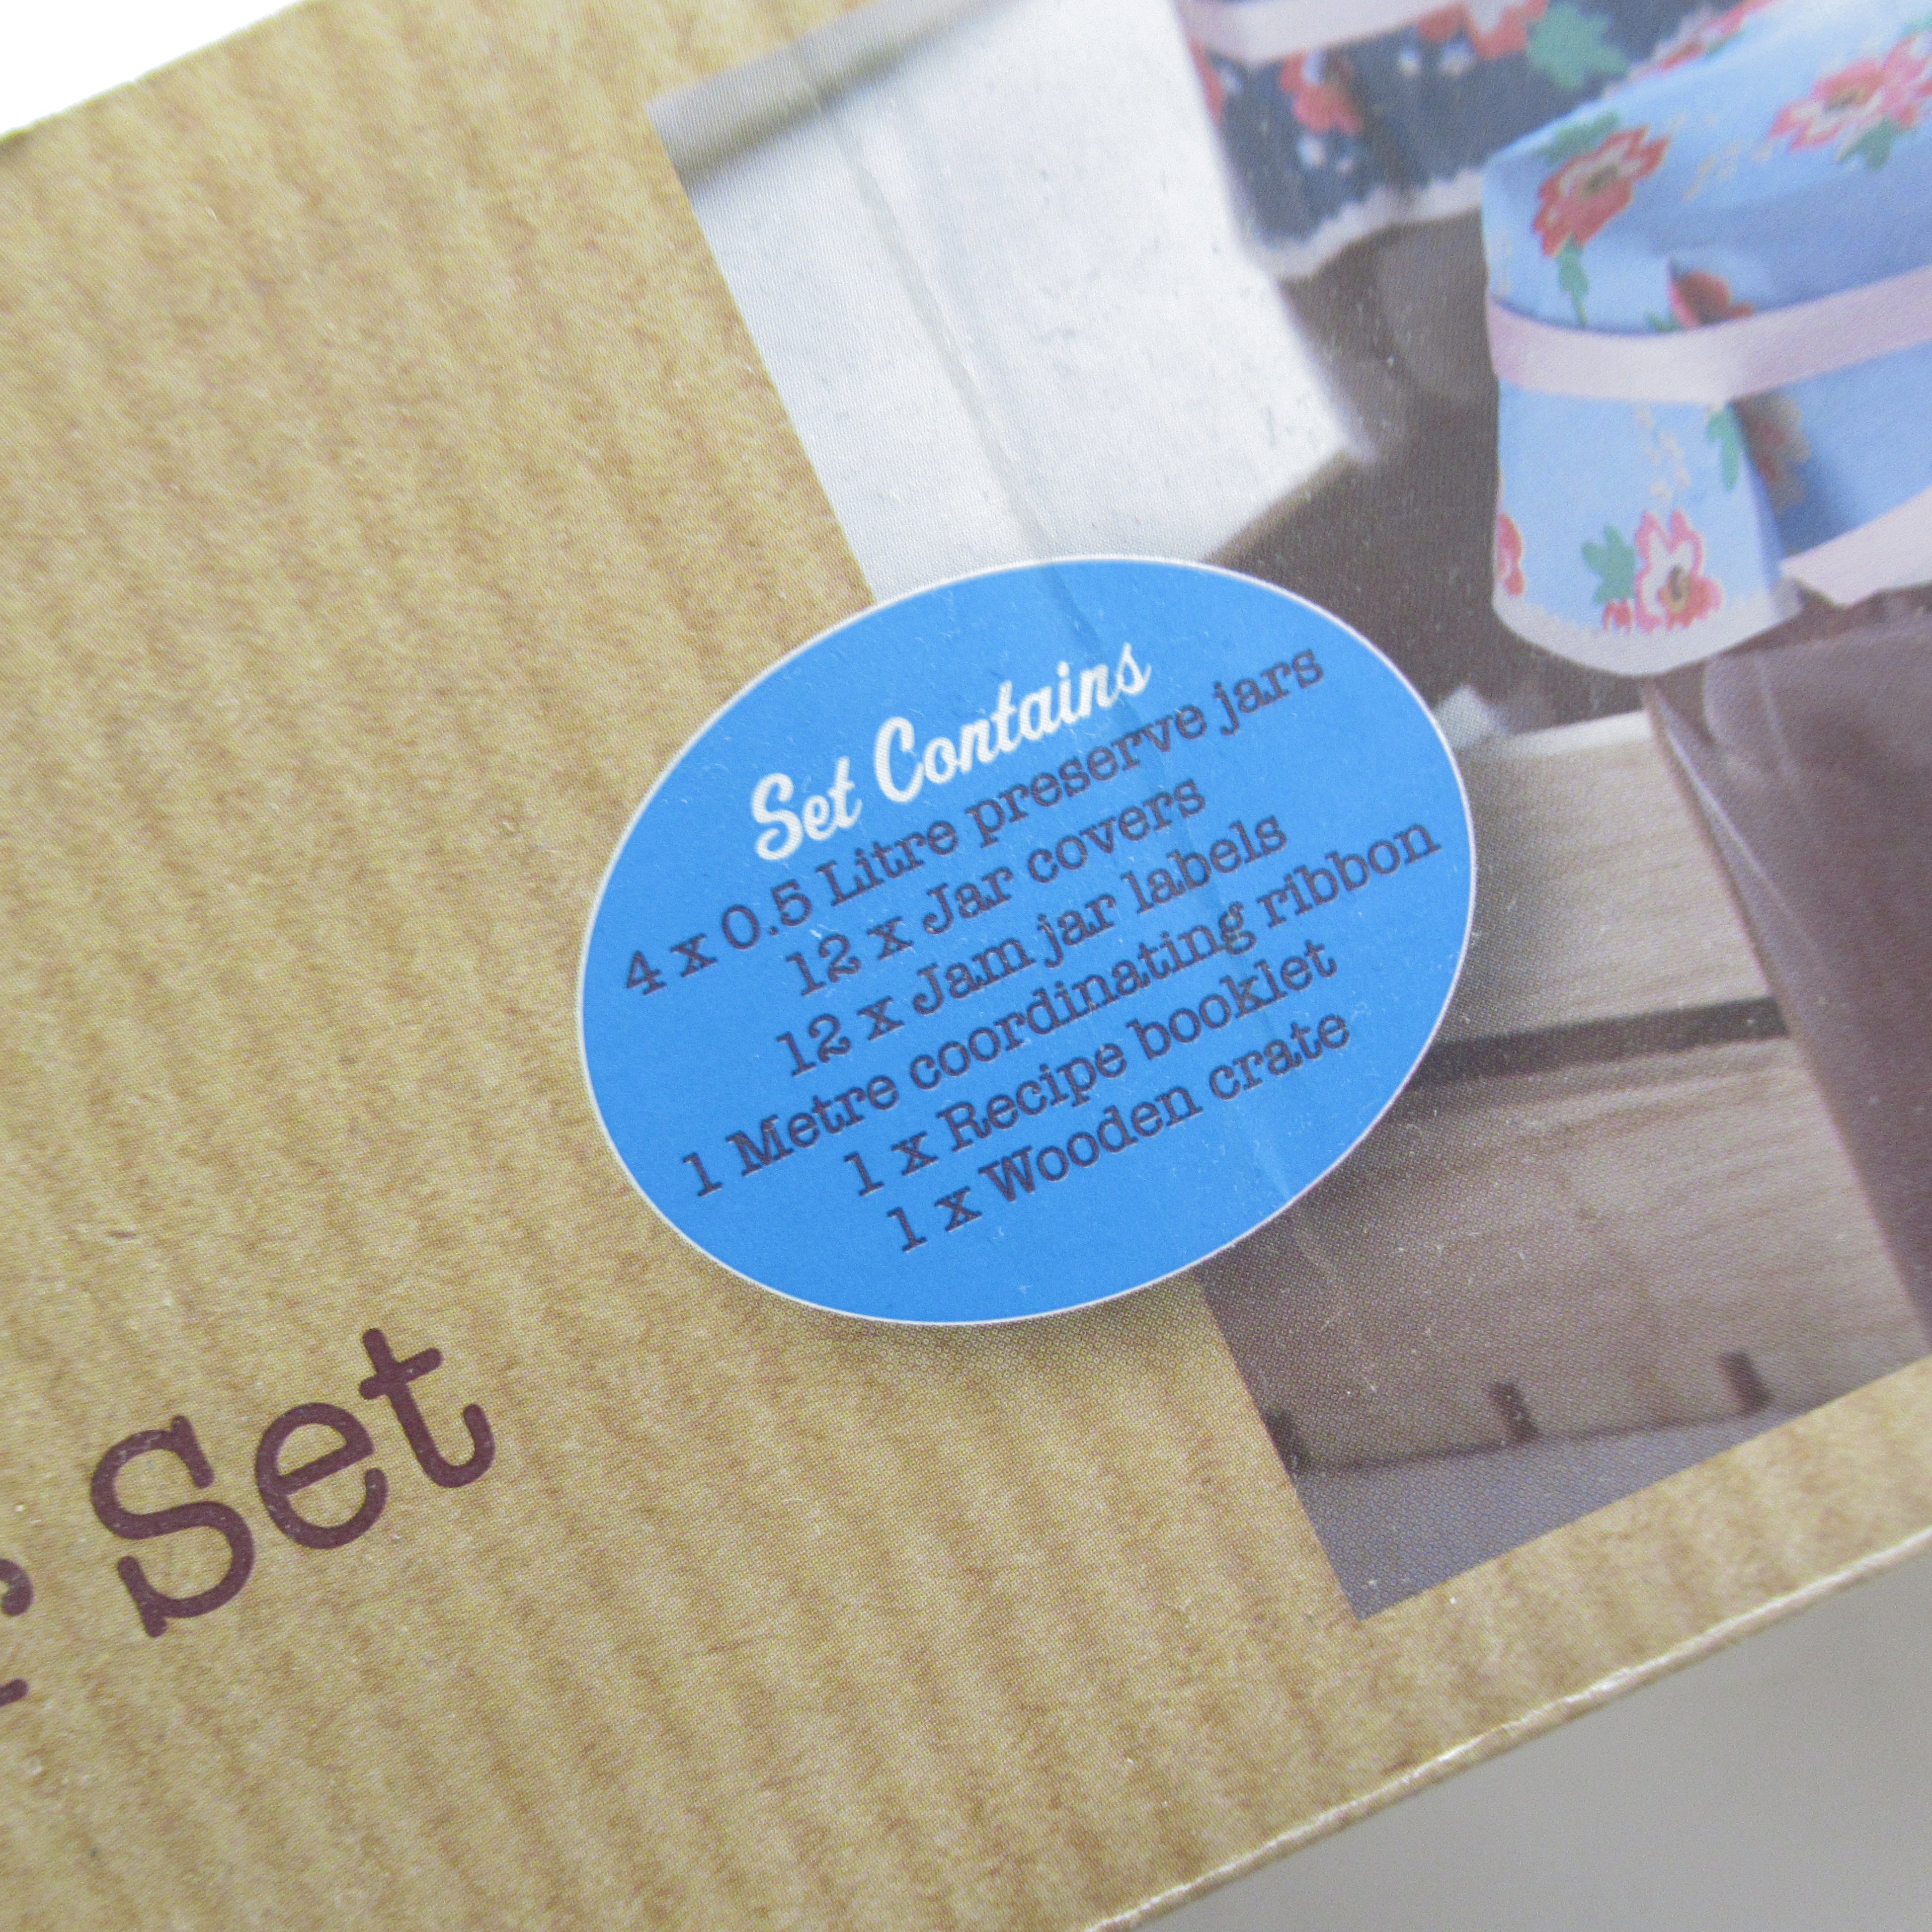 Set Contains
4 x 0.5 Litre preserve jars
12 x Jar covers
12 x Jam jar labels
1 Metre coordinating ribbon
1 x Recipe booklet
1 x Wooden crate
Set